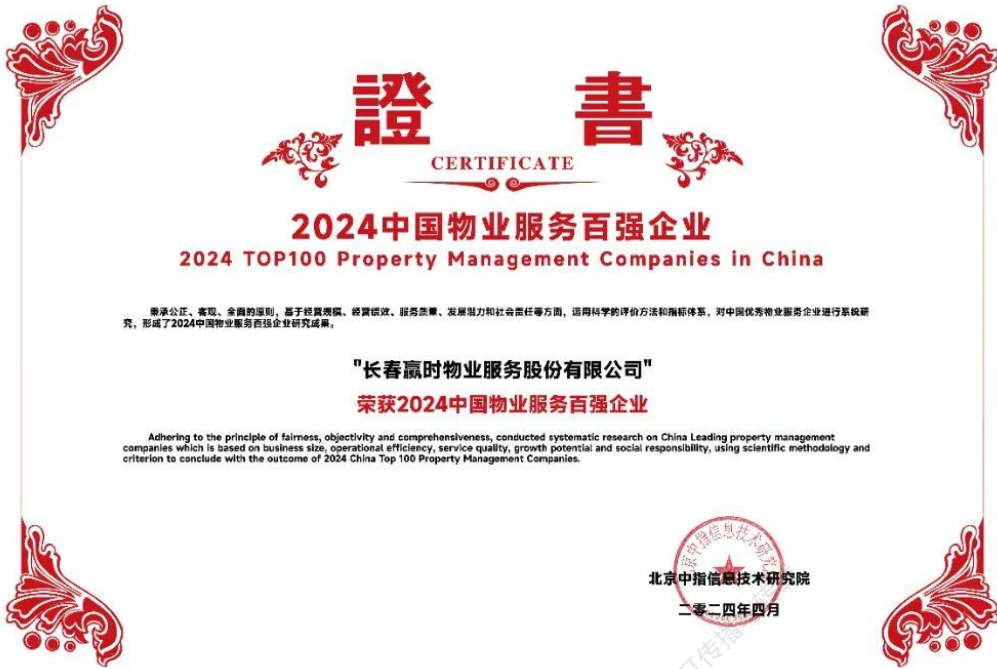 證 書
CERTIFICATE
2024中国物业服务百强企业
2024 TOP100 Property Management Companies in China
秉承公正、客观、全面的原则，基于经营规模、经营绩效、服务质量、发展潜力和社会责任等方面，运用科学的评价方法和指标体系，对中国优秀物业服务企业进行系统研
究，形成了2024中国物业服务百强企业研究成果。
"长春赢时物业服务股份有限公司"
荣获2024中国物业服务百强企业
Adhering to the principle of fairness, objectivity and comprehensiveness, conducted systematic research on China Leading property management
companies which is based on business size, operational efficiency, service quality, growth potential and social responsibility, using scientific methodology and
criterion to conclude with the outcome of 2024 China Top 100 Property Management Companies.
北京中指信息技术研究院
北京中指信息技术研究院
二零二四年四月